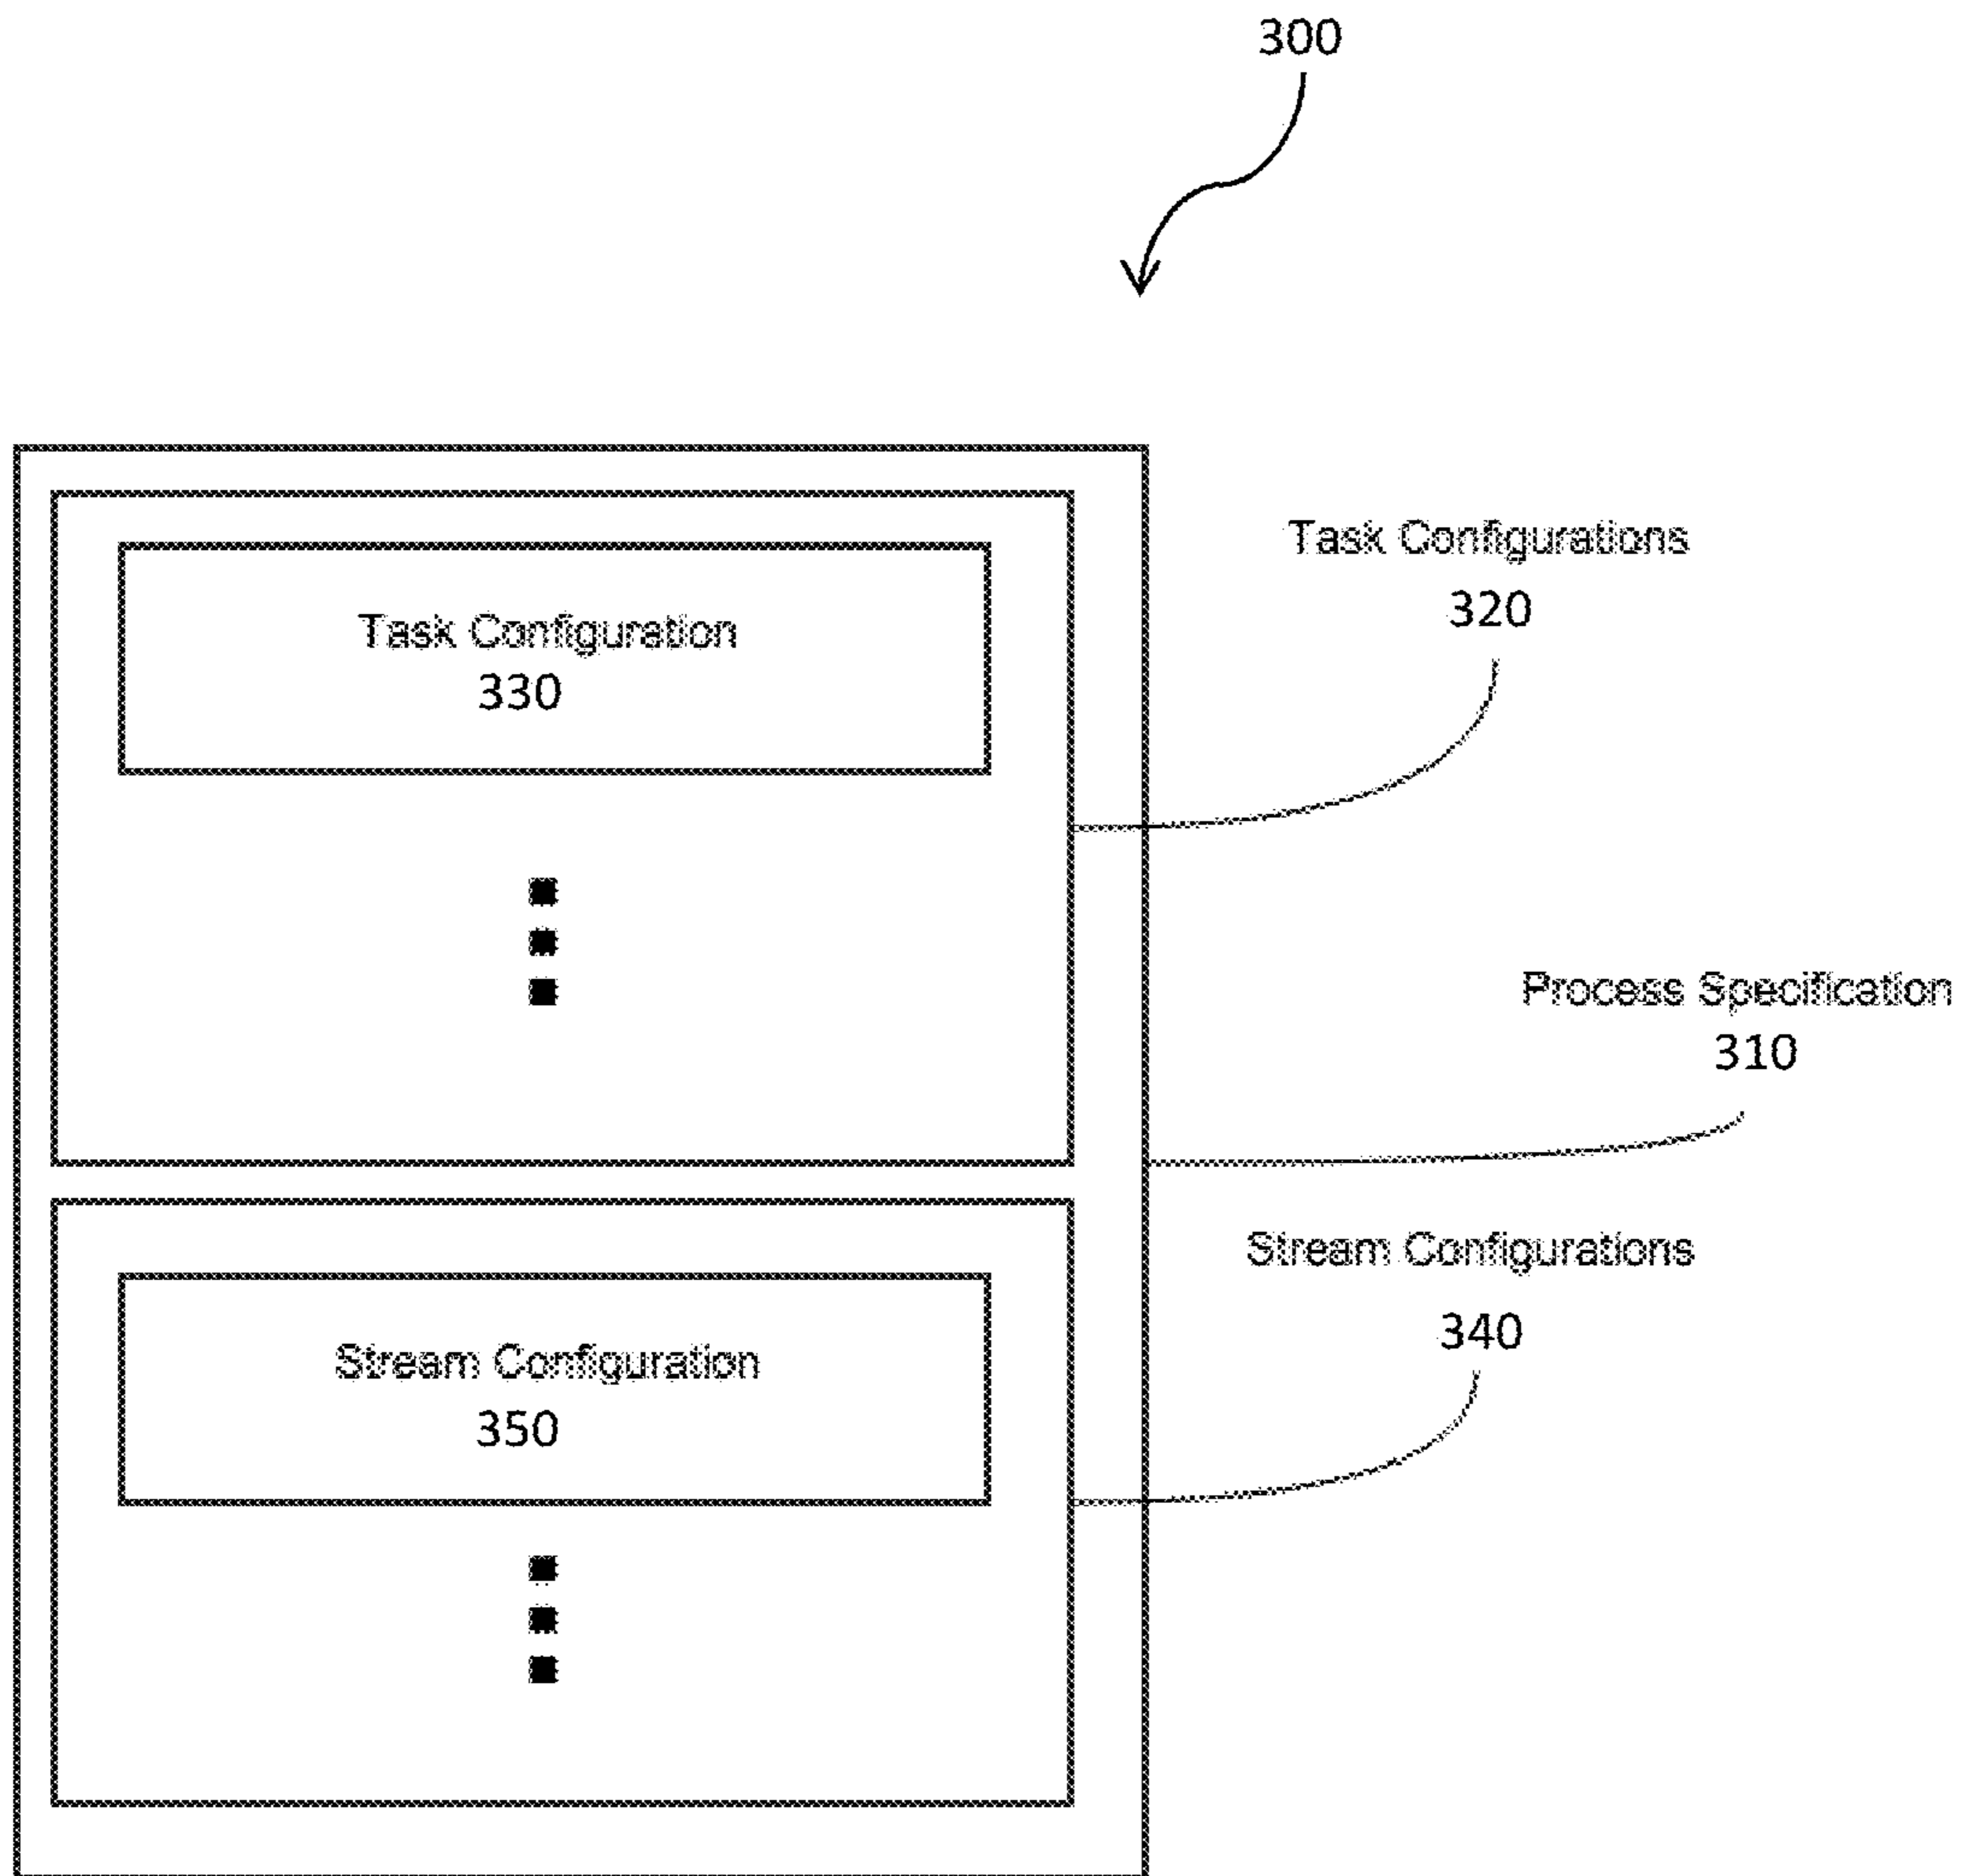 300
Task Configurations
320
Task Configuration
330
Process Specification
310
Stream Configurations
340
Stream Configuration
350